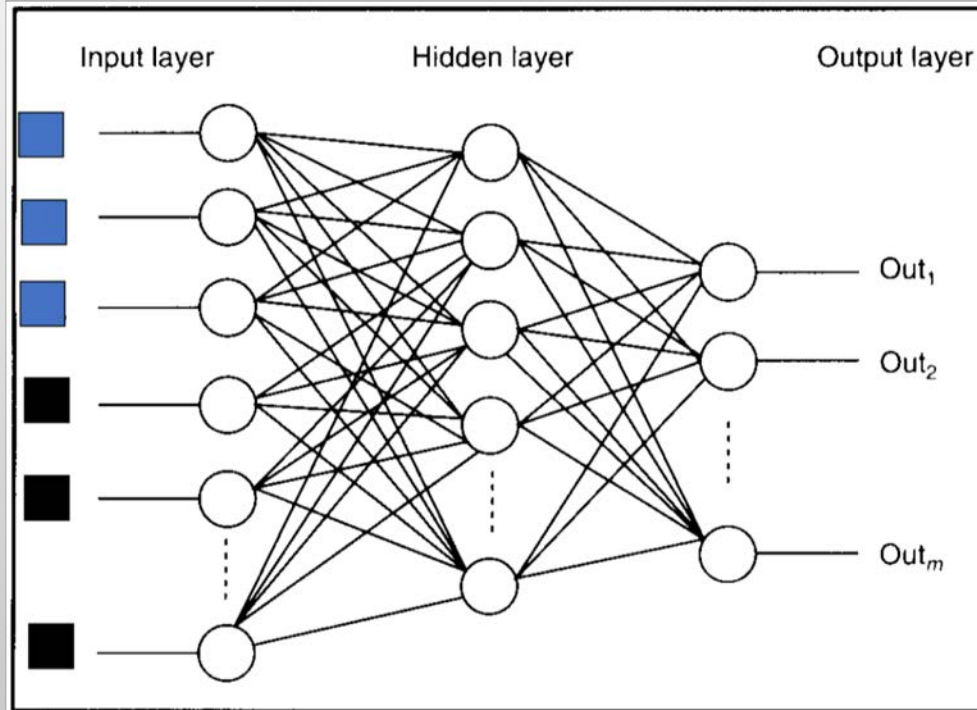 Input layer
Hidden layer
Output layer
Out₁
Out₂
Outₘ